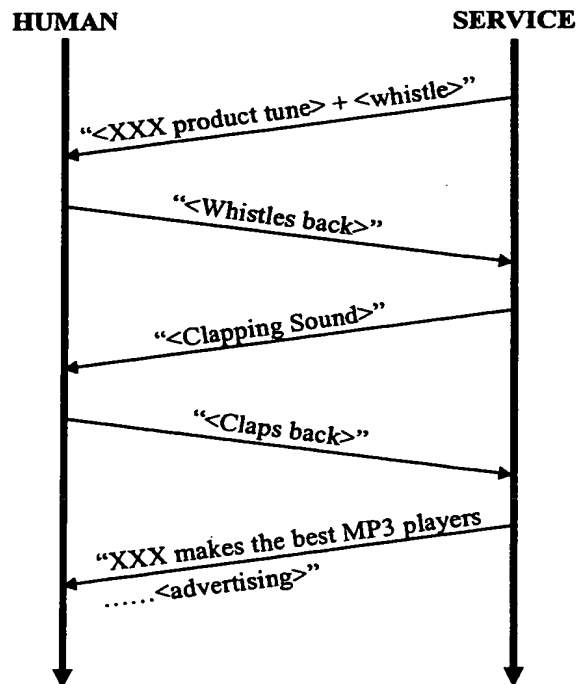 HUMAN
SERVICE
“<XXX product tune> + <whistle>”
“<Whistles back>”
“<Clapping Sound>”
“<Claps back>”
“XXX makes the best MP3 players
......<advertising>”